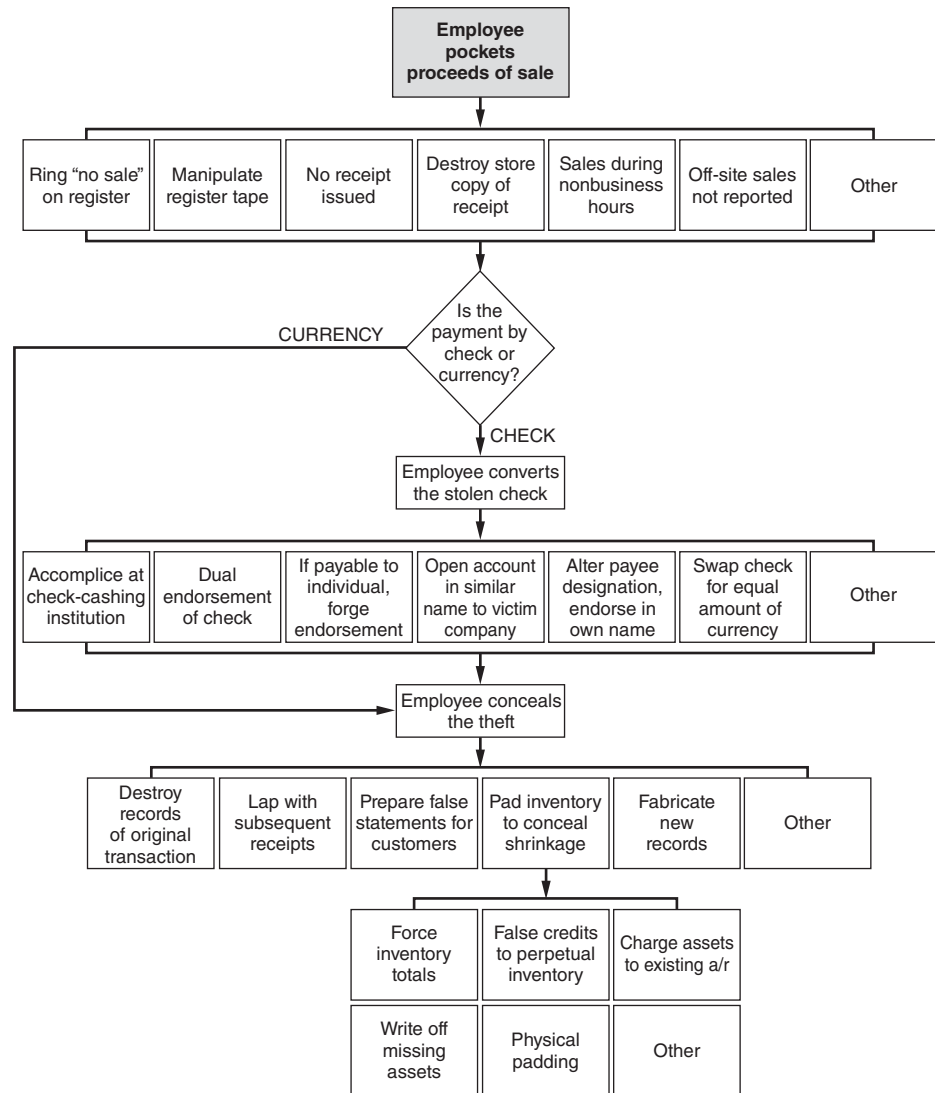 Employee
pockets
proceeds of sale
Ring “no sale”
on register
Manipulate
register tape
No receipt
issued
Destroy store
copy of
receipt
Sales during
nonbusiness
hours
Off-site sales
not reported
Other
Is the
payment by
check or
currency?
CURRENCY
CHECK
Employee converts
the stolen check
Accomplice at
check-cashing
institution
Dual
endorsement
of check
If payable to
individual,
forge
endorsement
Open account
in similar
name to victim
company
Alter payee
designation,
endorse in
own name
Swap check
for equal
amount of
currency
Other
Employee conceals
the theft
Destroy
records
of original
transaction
Lap with
subsequent
receipts
Prepare false
statements for
customers
Pad inventory
to conceal
shrinkage
Fabricate
new
records
Other
Force
inventory
totals
False credits
to perpetual
inventory
Charge assets
to existing a/r
Write off
missing
assets
Physical
padding
Other